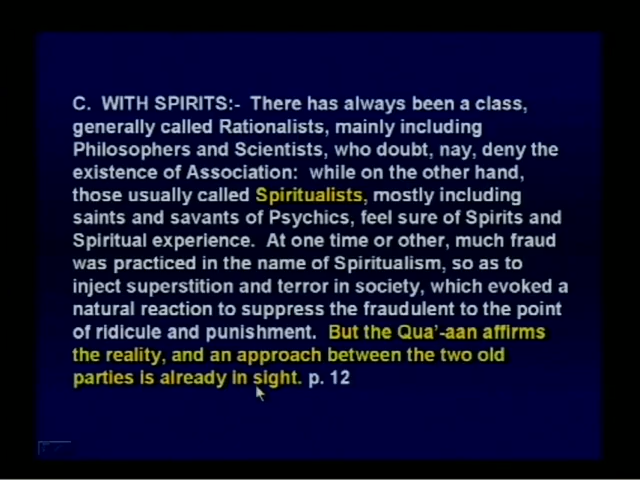 C. WITH SPIRITS:- There has always been a class,
generally called Rationalists, mainly including
Philosophers and Scientists, who doubt, nay, deny the
existence of Association: while on the other hand,
those usually called Spiritualists, mostly including
saints and savants of Psychics, feel sure of Spirits and
Spiritual experience. At one time or other, much fraud
was practiced in the name of Spiritualism, so as to
inject superstition and terror in society, which evoked a
natural reaction to suppress the fraudulent to the point
of ridicule and punishment. But the Qua'-aan affirms
the reality, and an approach between the two old
parties is already in sight. p. 12